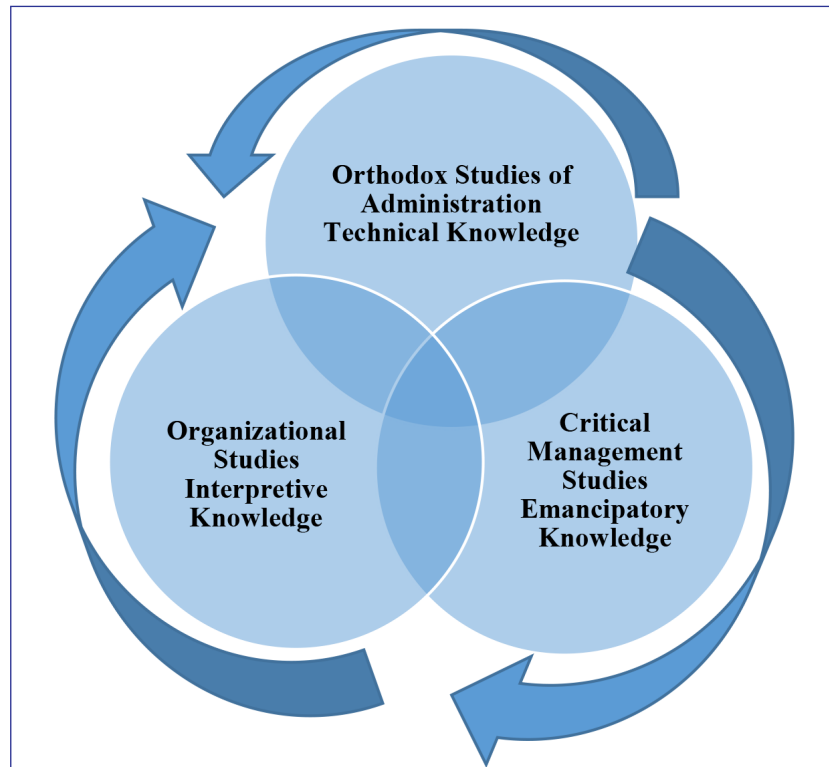 Orthodox Studies of
Administration
Technical Knowledge
Organizational
Studies
Interpretive
Knowledge
Critical
Management
Studies
Emancipatory
Knowledge